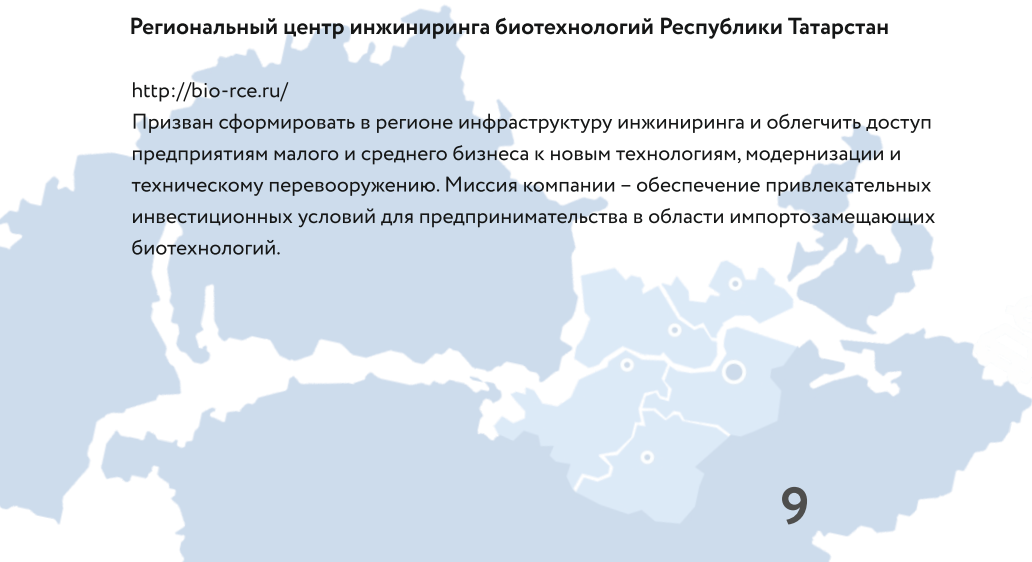 Региональный центр инжиниринга биотехнологий Республики Татарстан
http://bio-rce.ru/
Призван сформировать в регионе инфраструктуру инжиниринга и облегчить доступ
предприятиям малого и среднего бизнеса к новым технологиям, модернизации и
техническому перевооружению. Миссия компании – обеспечение привлекательных
инвестиционных условий для предпринимательства в области импортозамещающих
биотехнологий.
9